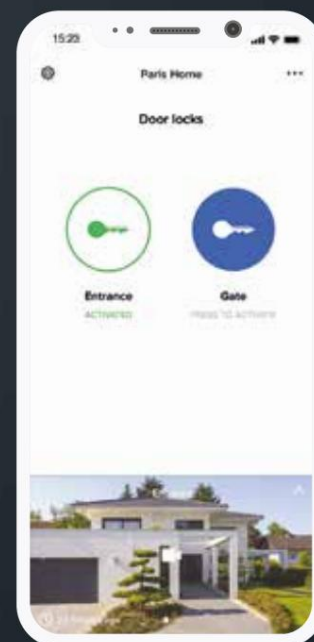 15:23
Paris Home
Door locks
Entrance
Gate
ACTIVATED
PRESS TO ACTIVATE